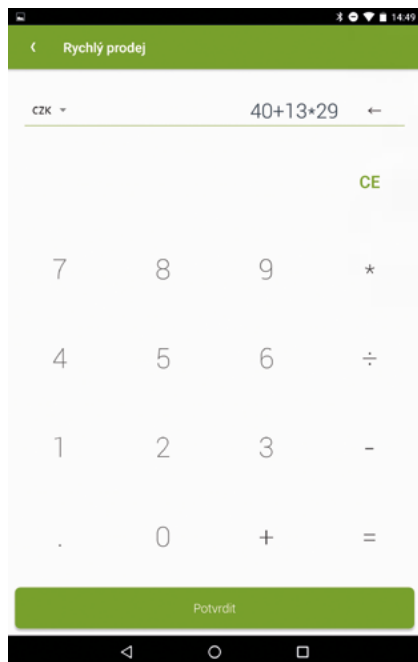 14:49
Rychlý prodej
CZK 40+13*29 ←
CE
7 8 9 *
4 5 6 ÷
1 2 3 -
. 0 + =
Potvrdit